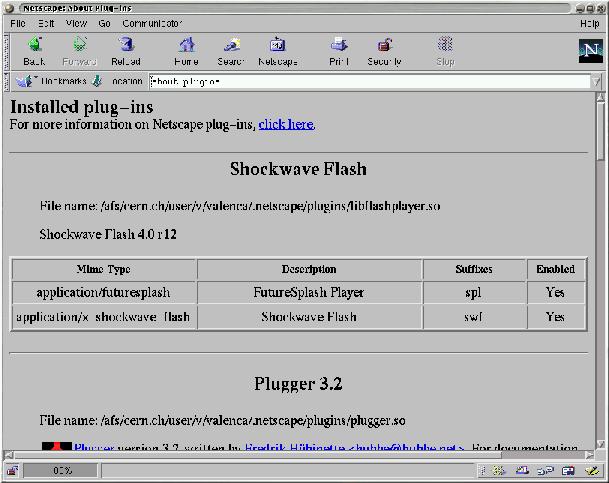 Netscape: About Plug-ins
File Edit View Go Communicator Help
Back Forward Reload Home Search Netscape Print Security Stop
N
Bookmarks Location:
Installed plug-ins
For more information on Netscape plug-ins, click here.
Shockwave Flash
File name: /afs/cern.ch/user/v/valenca/.netscape/plugins/libflashplayer.so
Shockwave Flash 4.0 r12
Mime Type Description Suffixes Enabled
application/futuresplash FutureSplash Player spl Yes
application/x-shockwave-flash Shockwave Flash swf Yes
Plugger 3.2
File name: /afs/cern.ch/user/v/valenca/.netscape/plugins/plugger.so
Plugger version 3.2, written by Fredrik Hübinette <hubbe@hubbe.net>. For documentation